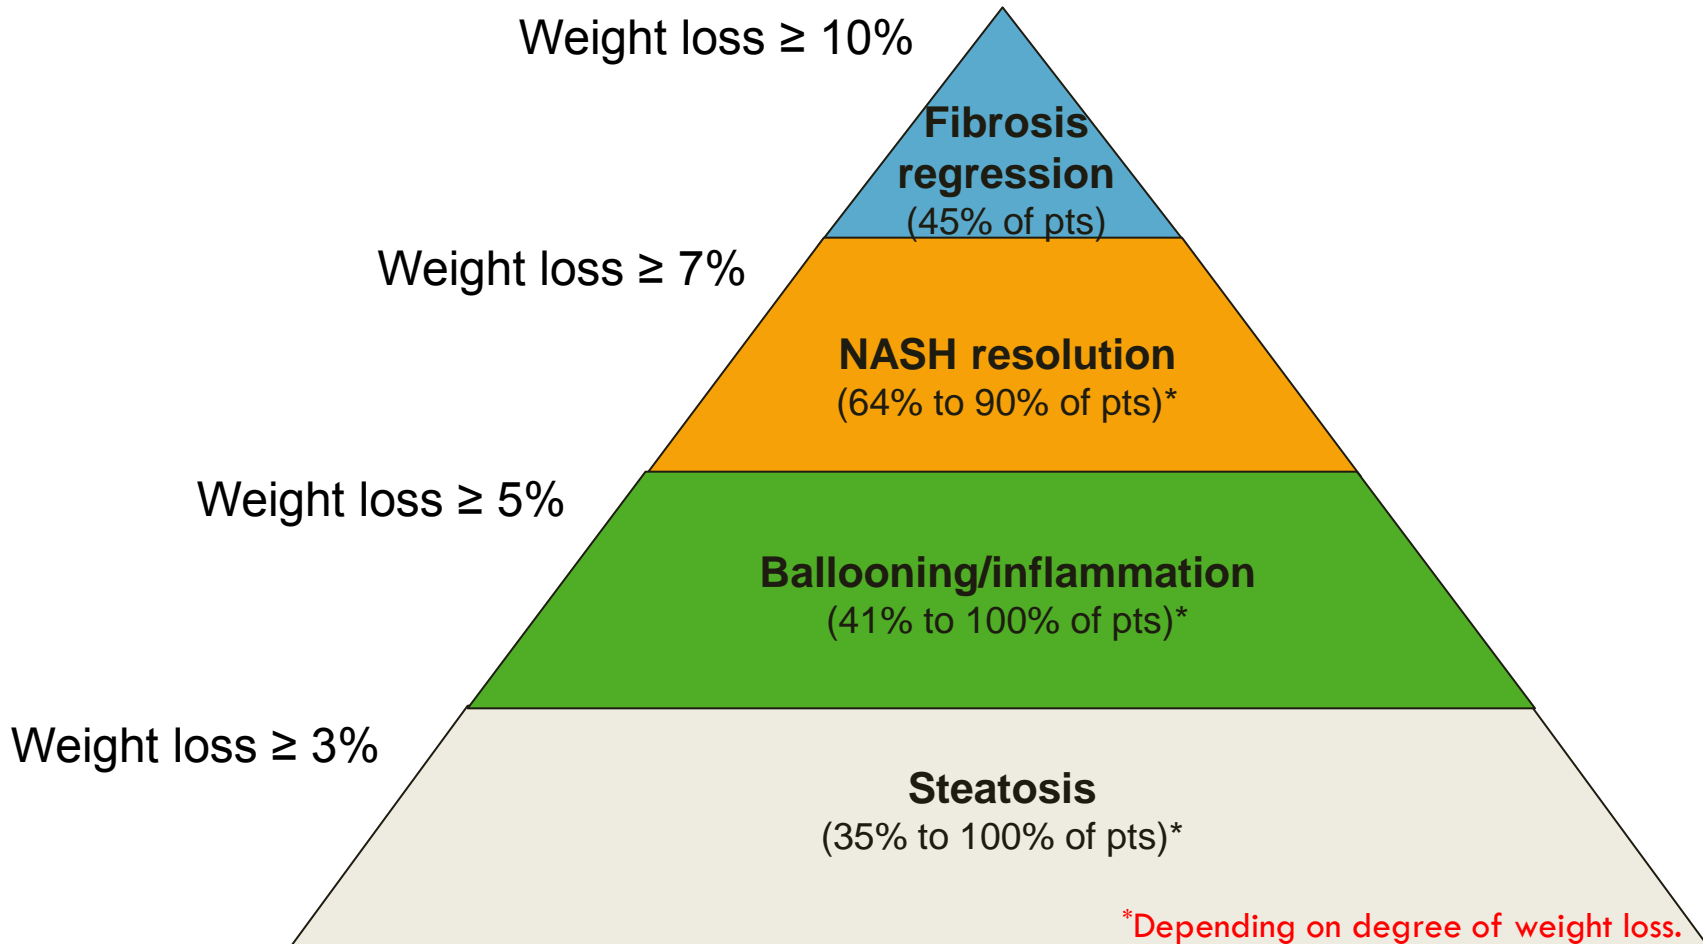 Weight loss ≥ 10%
Fibrosis
regression
(45% of pts)
Weight loss ≥ 7%
NASH resolution
(64% to 90% of pts)*
Weight loss ≥ 5%
Ballooning/inflammation
(41% to 100% of pts)*
Weight loss ≥ 3%
Steatosis
(35% to 100% of pts)*
*Depending on degree of weight loss.